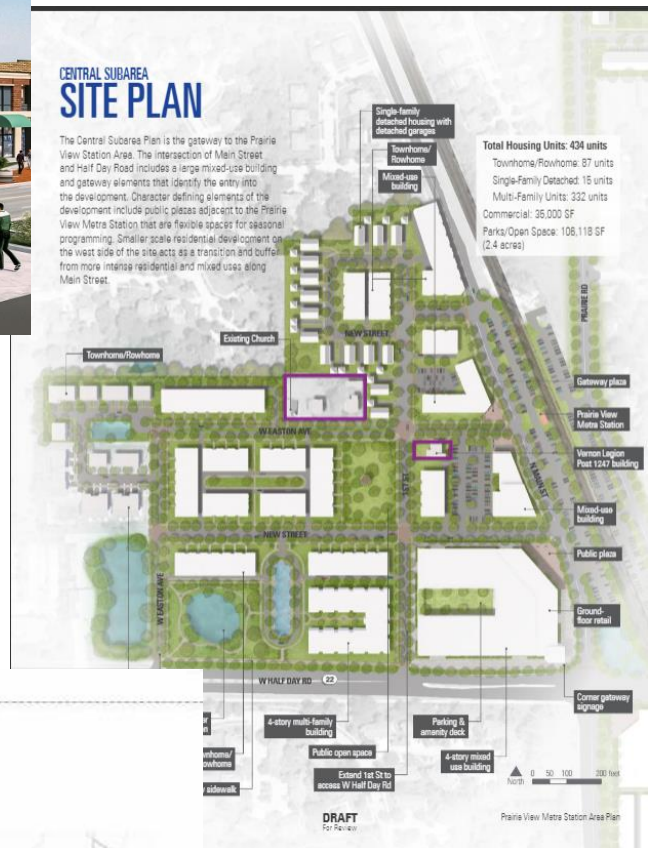 CENTRAL SUBAREA
SITE PLAN
The Central Subarea Plan is the gateway to the Prairie
View Station Area. The intersection of Main Street
and Half Day Road includes a large mixed-use building
and gateway elements that identify the entry into
the development. Character defining elements of the
development include public plazas adjacent to the Prairie
View Metra Station that are flexible spaces for seasonal
programming. Smaller scale residential development on
the west side of the site acts as a transition and buffer
from more intense residential and mixed uses along
Main Street.
Single-family
detached housing with
detached garages
Townhome/
Rowhome
Mixed-use
building
Total Housing Units: 434 units
Townhome/Rowhome: 87 units
Single-Family Detached: 15 units
Multi-Family Units: 332 units
Commercial: 35,000 SF
Parks/Open Space: 106,118 SF
(2.4 acres)
PRAIRIE RD
NEW STREET
Existing Church
Townhome/Rowhome
Gateway plaza
Prairie View
Metra Station
W EASTON AVE
Vernon Legion
Post 1247 building
1ST ST
N MAIN ST
Mixed-use
building
NEW STREET
Public plaza
W EASTON AVE
Ground-
floor retail
W HALF DAY RD 22
Corner gateway
signage
4-story multi-family
building
Parking &
amenity deck
Public open space
4-story mixed
use building
Extend 1st St to
access W Half Day Rd
sidewalk
North 0 50 100 200 feet
DRAFT
For Review
Prairie View Metra Station Area Plan